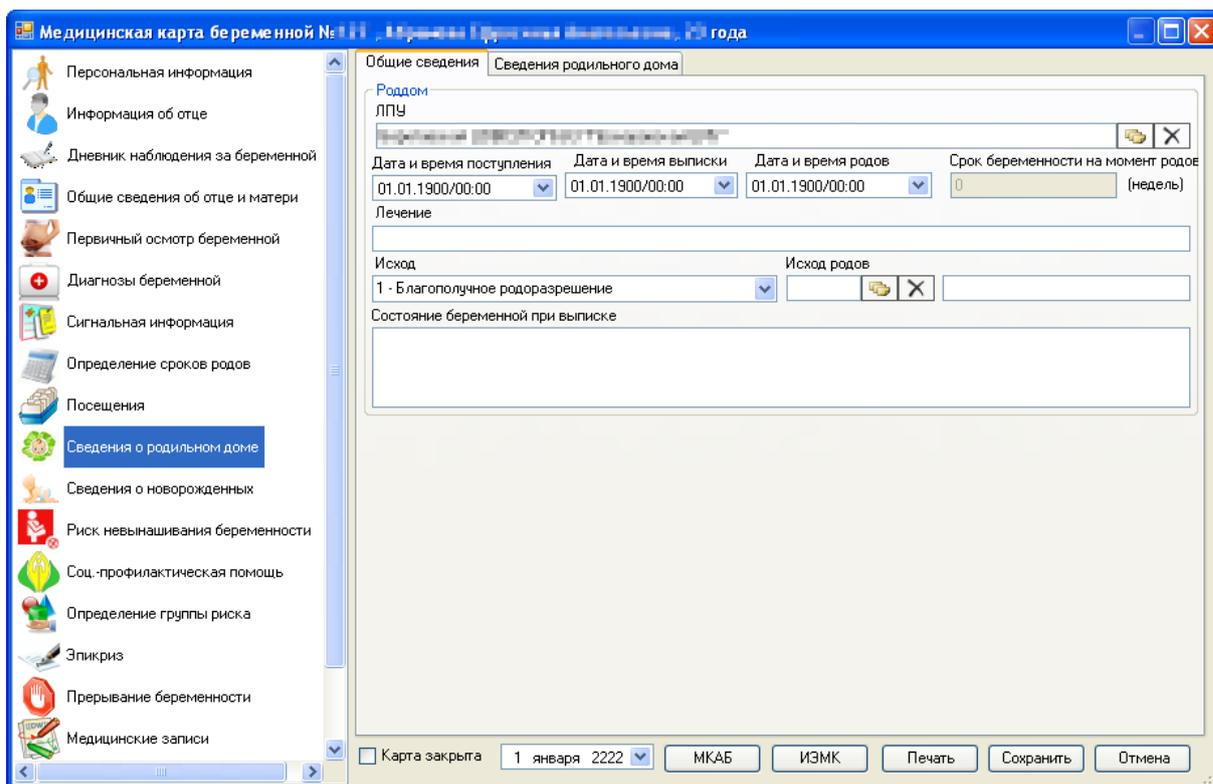 Медицинская карта беременной №
года
Персональная информация
Информация об отце
Дневник наблюдения за беременной
Общие сведения об отце и матери
Первичный осмотр беременной
Диагнозы беременной
Сигнальная информация
Определение сроков родов
Посещения
Сведения о родильном доме
Сведения о новорожденных
Риск невынашивания беременности
Соц.-профилактическая помощь
Определение группы риска
Эпикриз
Прерывание беременности
Медицинские записи
Общие сведения Сведения родильного дома
Роддом
ЛПУ
Дата и время поступления Дата и время выписки Дата и время родов Срок беременности на момент родов
01.01.1900/00:00 01.01.1900/00:00 01.01.1900/00:00 0 (недель)
Лечение
Исход Исход родов
1 - Благополучное родоразрешение
Состояние беременной при выписке
Карта закрыта 1 января 2222 МКАБ ИЭМК Печать Сохранить Отмена